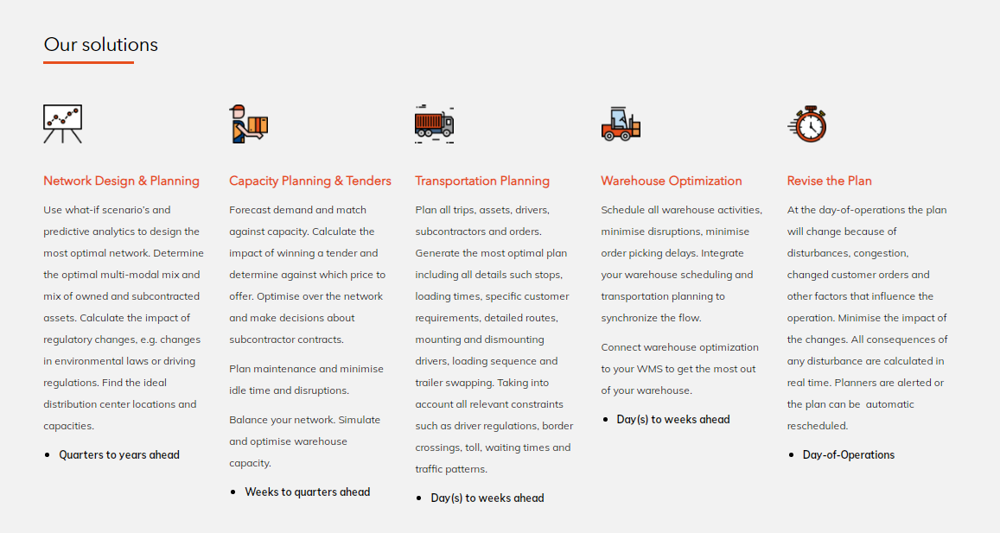 Our solutions
Network Design & Planning
Use what-if scenario's and
predictive analytics to design the
most optimal network. Determine
the optimal multi-modal mix and
mix of owned and subcontracted
assets. Calculate the impact of
regulatory changes, e.g. changes
in environmental laws or driving
regulations. Find the ideal
distribution center locations and
capacities.
• Quarters to years ahead
Capacity Planning & Tenders
Forecast demand and match
against capacity. Calculate the
impact of winning a tender and
determine against which price to
offer. Optimise over the network
and make decisions about
subcontractor contracts.
Plan maintenance and minimise
idle time and disruptions.
Balance your network. Simulate
and optimise warehouse
capacity.
• Weeks to quarters ahead
Transportation Planning
Plan all trips, assets, drivers,
subcontractors and orders.
Generate the most optimal plan
including all details such stops,
loading times, specific customer
requirements, detailed routes,
mounting and dismounting
drivers, loading sequence and
trailer swapping. Taking into
account all relevant constraints
such as driver regulations, border
crossings, toll, waiting times and
traffic patterns.
• Day(s) to weeks ahead
Warehouse Optimization
Schedule all warehouse activities,
minimise disruptions, minimise
order picking delays. Integrate
your warehouse scheduling and
transportation planning to
synchronize the flow.
Connect warehouse optimization
to your WMS to get the most out
of your warehouse.
• Day(s) to weeks ahead
Revise the Plan
At the day-of-operations the plan
will change because of
disturbances, congestion,
changed customer orders and
other factors that influence the
operation. Minimise the impact of
the changes. All consequences of
any disturbance are calculated in
real time. Planners are alerted or
the plan can be  automatic
rescheduled.
• Day-of-Operations